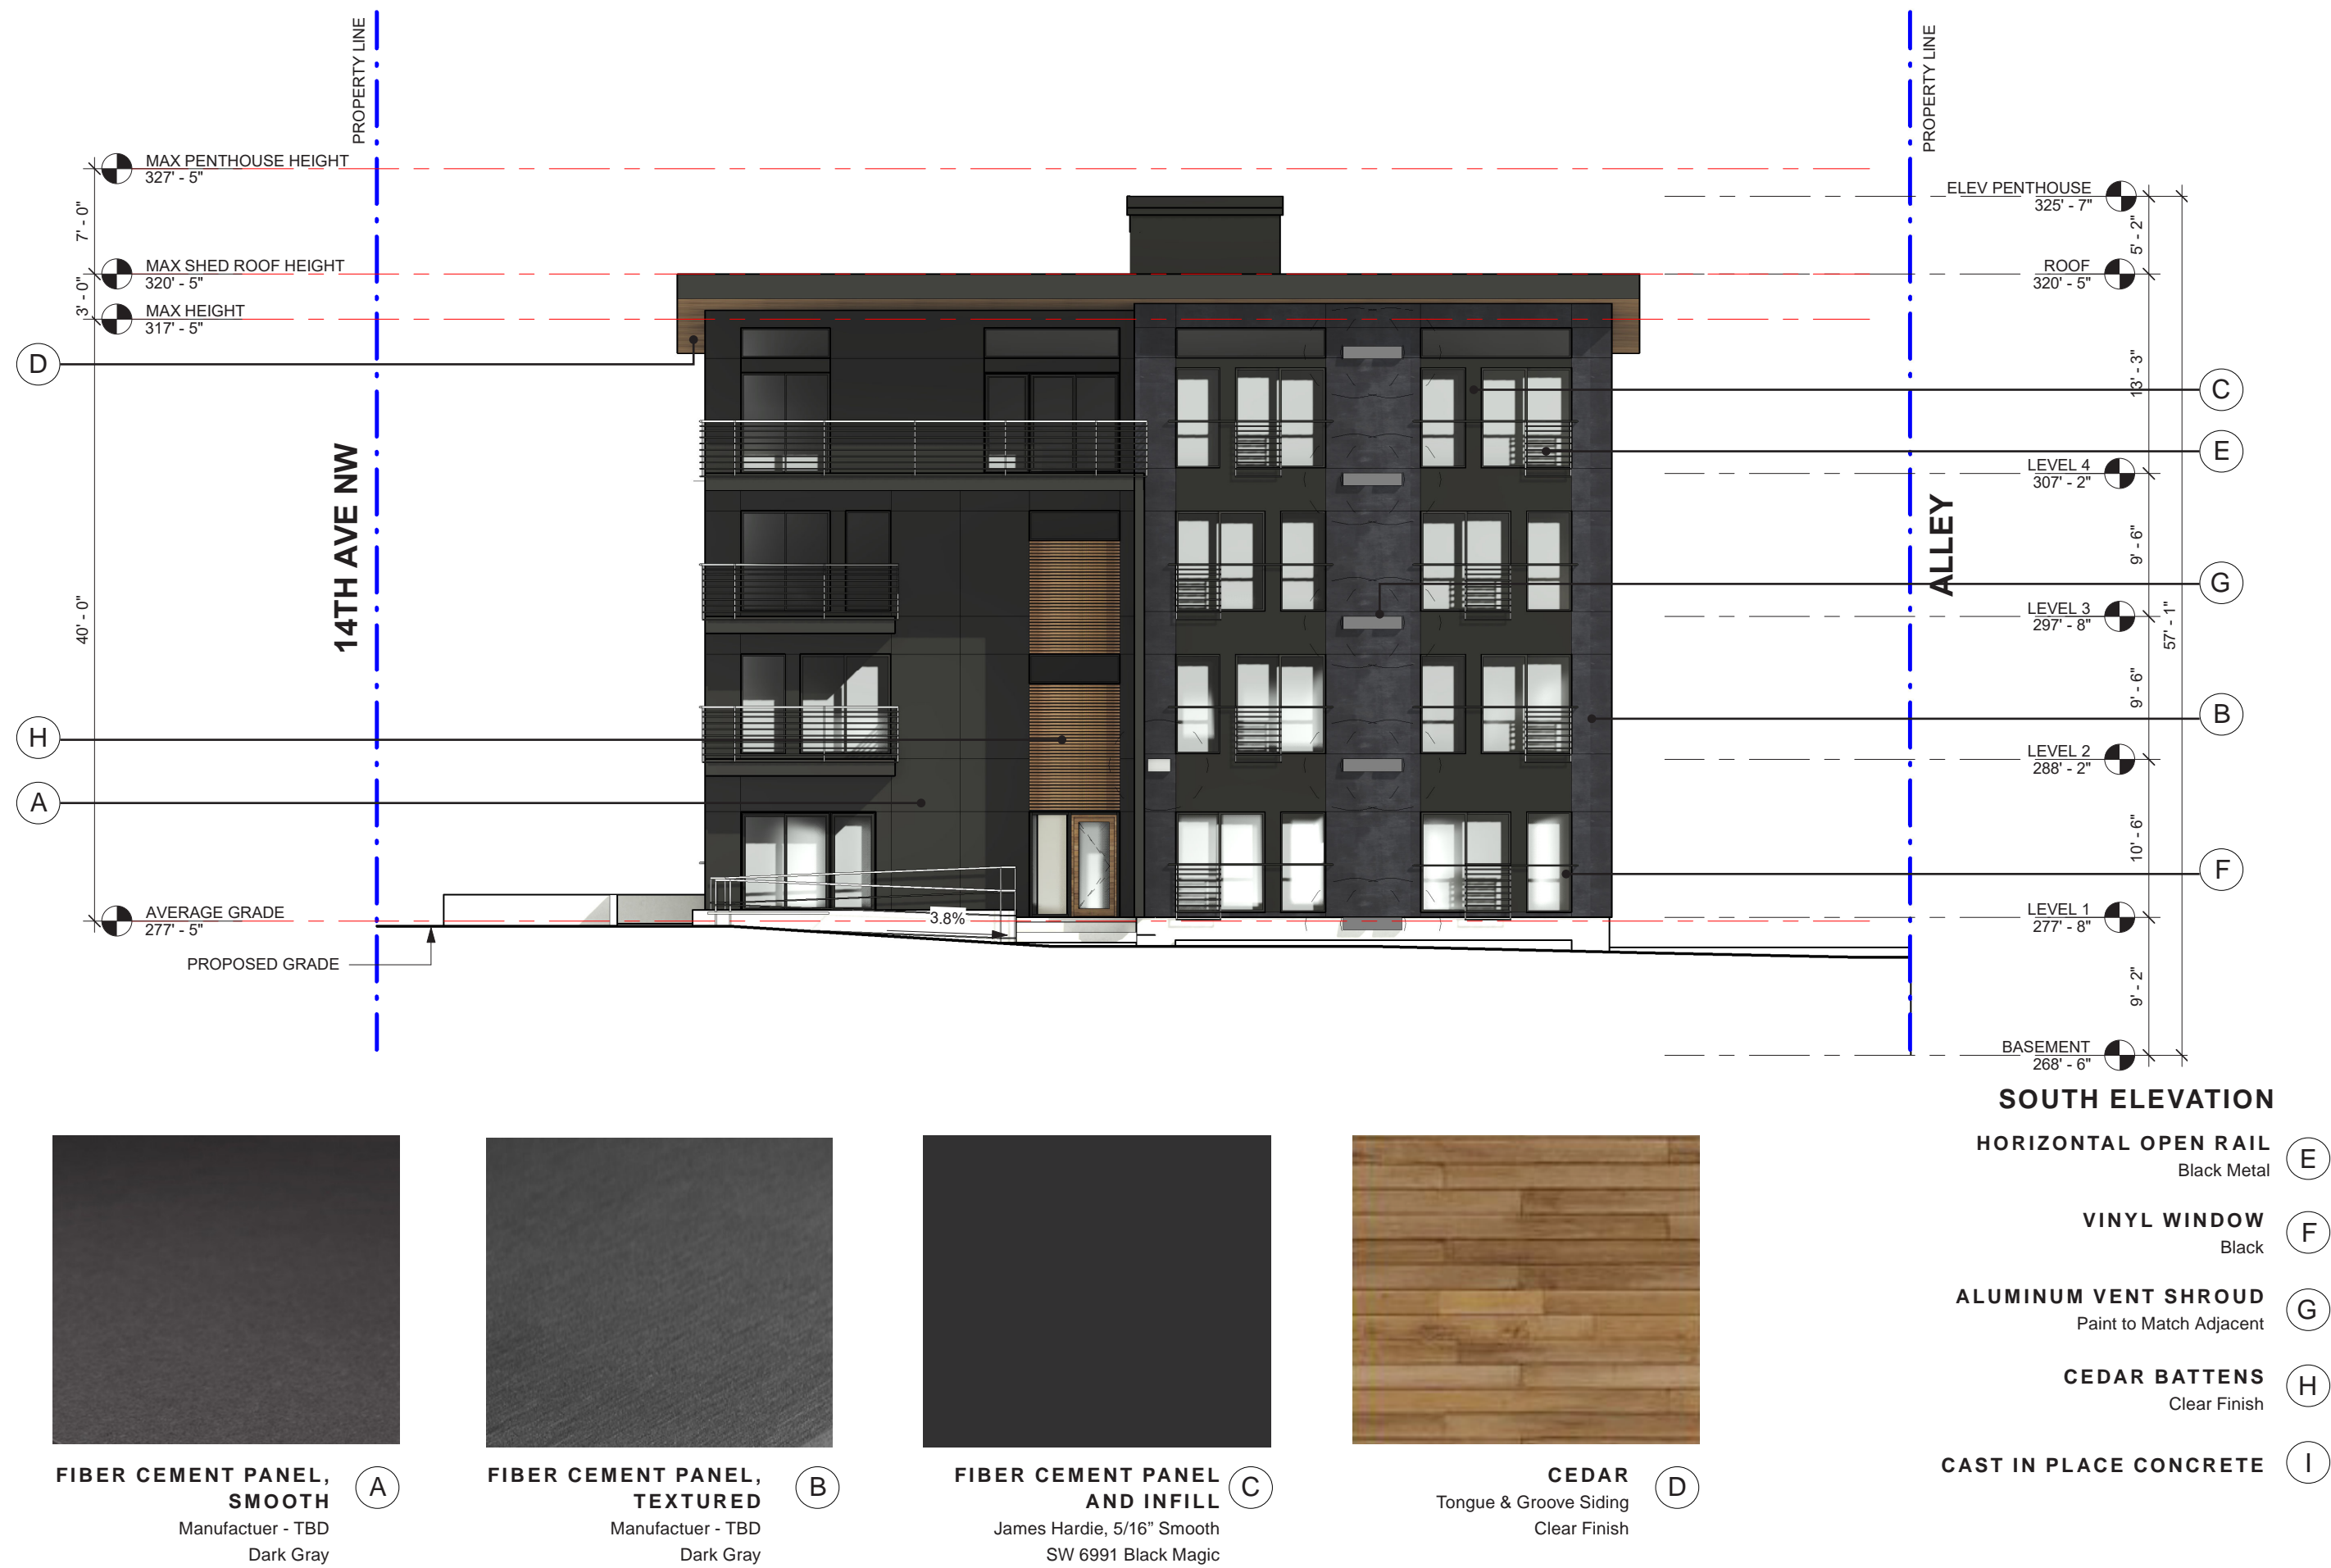 PROPERTY LINE
PROPERTY LINE
MAX PENTHOUSE HEIGHT
327' - 5"
7' - 0"
MAX SHED ROOF HEIGHT
320' - 5"
3' - 0"
MAX HEIGHT
317' - 5"
D
14TH AVE NW
40' - 0"
H
A
AVERAGE GRADE
277' - 5"
PROPOSED GRADE
3.8%
ELEV PENTHOUSE
325' - 7"
5' - 2"
ROOF
320' - 5"
13' - 3"
C
E
LEVEL 4
307' - 2"
ALLEY
9' - 6"
G
LEVEL 3
297' - 8"
57' - 1"
9' - 6"
B
LEVEL 2
288' - 2"
10' - 6"
F
LEVEL 1
277' - 8"
9' - 2"
BASEMENT
268' - 6"
SOUTH ELEVATION
HORIZONTAL OPEN RAIL
Black Metal
E
VINYL WINDOW
Black
F
ALUMINUM VENT SHROUD
Paint to Match Adjacent
G
CEDAR BATTENS
Clear Finish
H
CAST IN PLACE CONCRETE
I
FIBER CEMENT PANEL,
SMOOTH
Manufactuer - TBD
Dark Gray
A
FIBER CEMENT PANEL,
TEXTURED
Manufactuer - TBD
Dark Gray
B
FIBER CEMENT PANEL
AND INFILL
James Hardie, 5/16” Smooth
SW 6991 Black Magic
C
CEDAR
Tongue & Groove Siding
Clear Finish
D